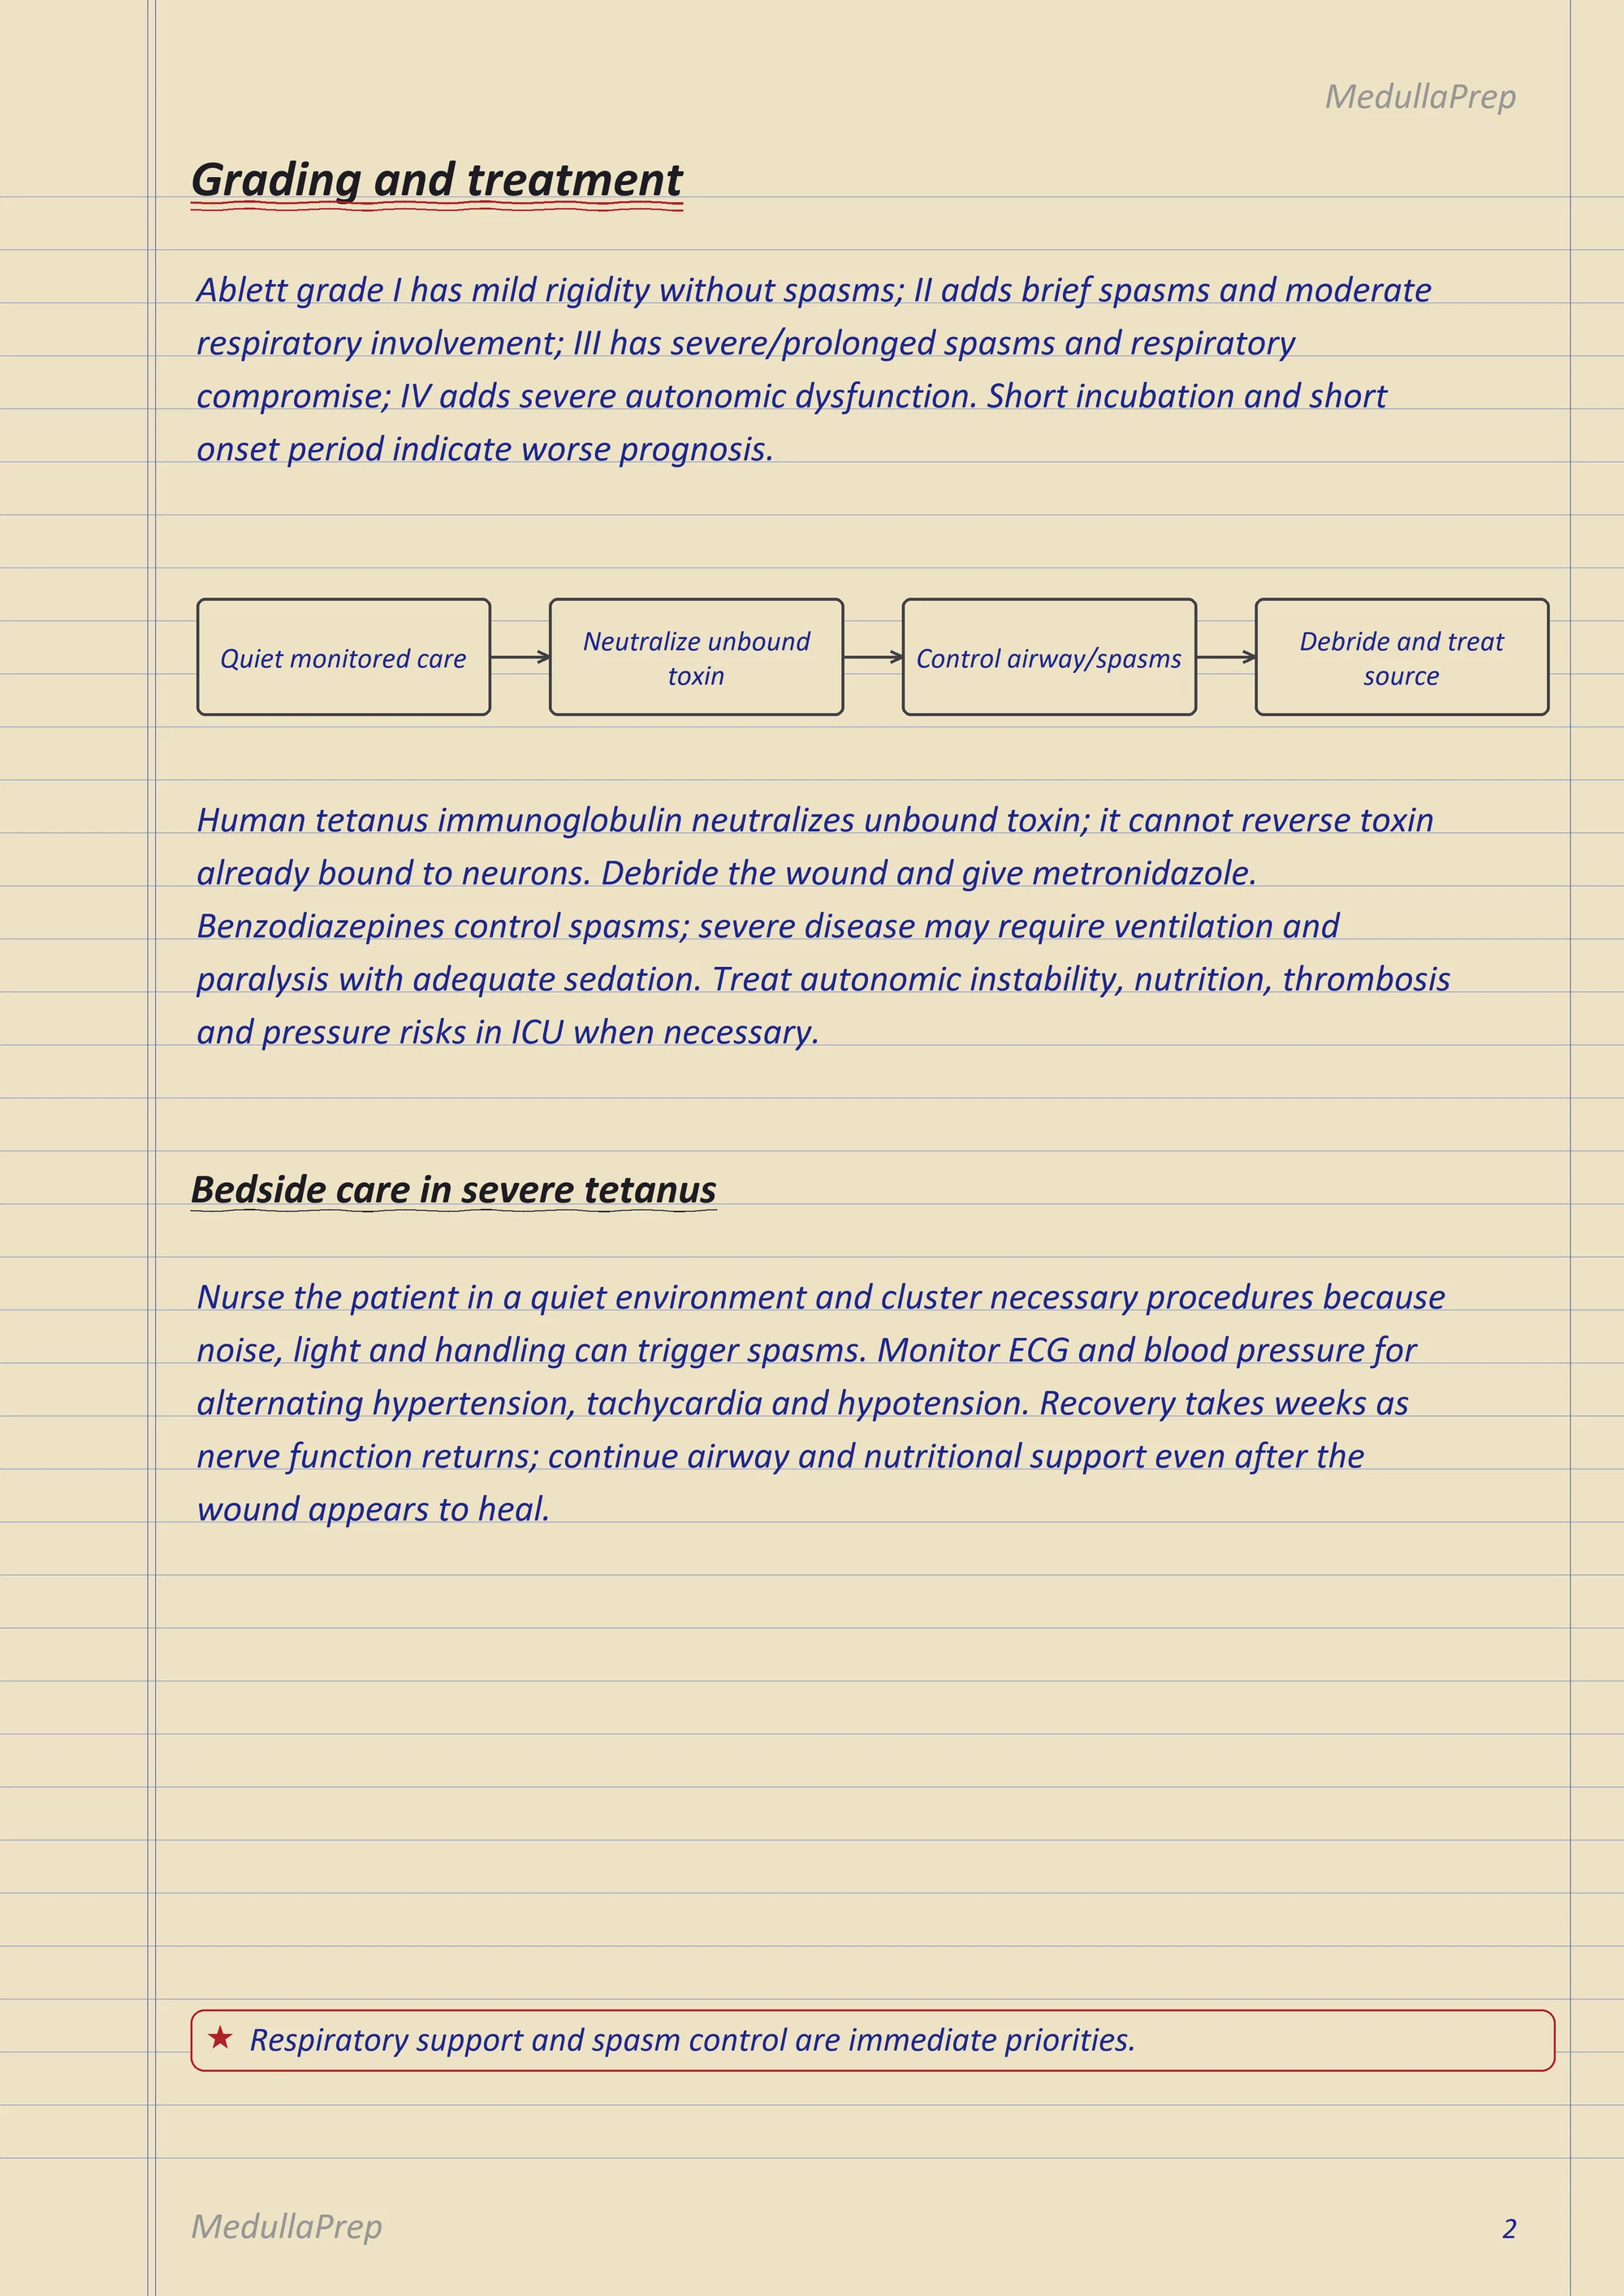 MedullaPrep
Grading and treatment
Ablett grade I has mild rigidity without spasms; II adds brief spasms and moderate
respiratory involvement; III has severe/prolonged spasms and respiratory
compromise; IV adds severe autonomic dysfunction. Short incubation and short
onset period indicate worse prognosis.
Quiet monitored care
Neutralize unbound
toxin
Control airway/spasms
Debride and treat
source
Human tetanus immunoglobulin neutralizes unbound toxin; it cannot reverse toxin
already bound to neurons. Debride the wound and give metronidazole.
Benzodiazepines control spasms; severe disease may require ventilation and
paralysis with adequate sedation. Treat autonomic instability, nutrition, thrombosis
and pressure risks in ICU when necessary.
Bedside care in severe tetanus
Nurse the patient in a quiet environment and cluster necessary procedures because
noise, light and handling can trigger spasms. Monitor ECG and blood pressure for
alternating hypertension, tachycardia and hypotension. Recovery takes weeks as
nerve function returns; continue airway and nutritional support even after the
wound appears to heal.
★ Respiratory support and spasm control are immediate priorities.
MedullaPrep
2